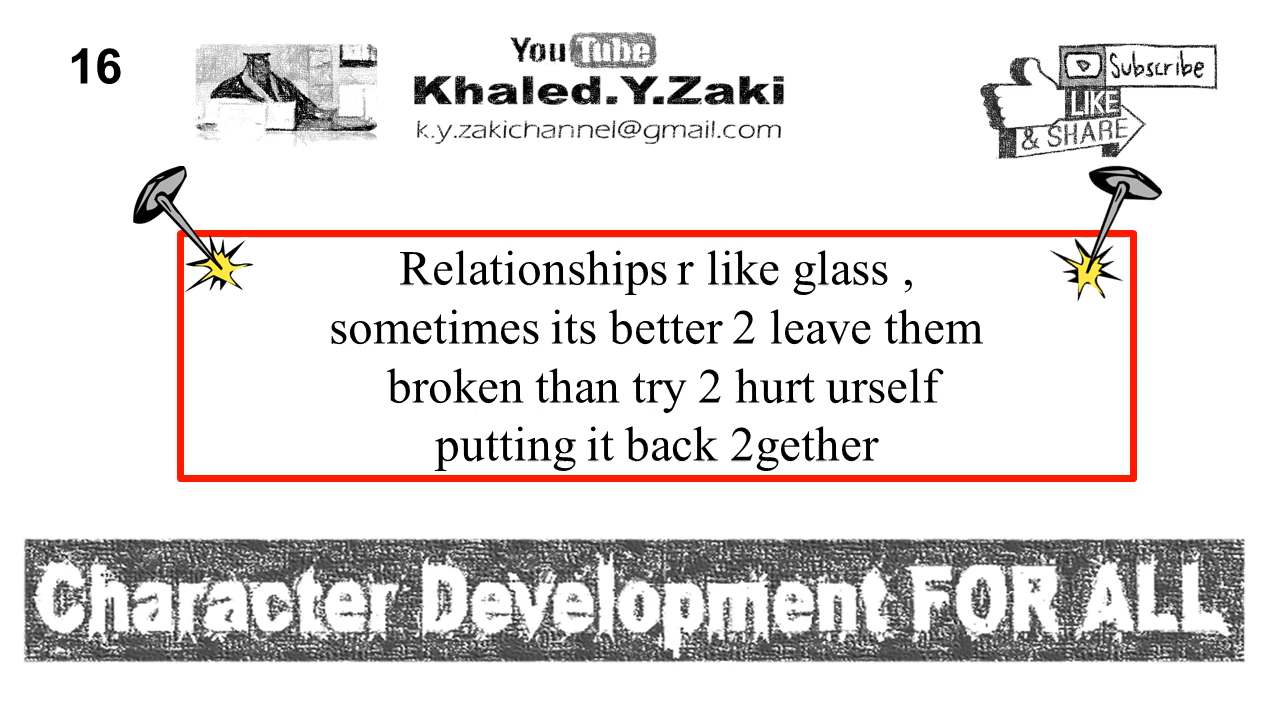 16
YouTube
Khaled.Y.Zaki
k.y.zakichannel@gmail.com
Subscribe
LIKE
& SHARE
Relationships r like glass ,
sometimes its better 2 leave them
broken than try 2 hurt urself
putting it back 2gether
Character Development FOR ALL